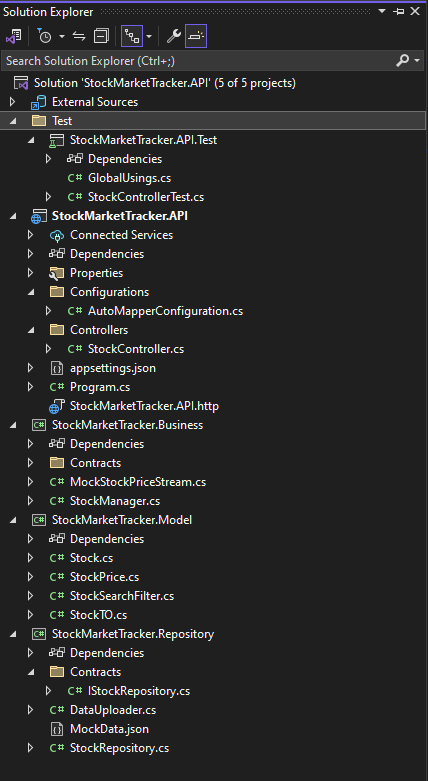 Solution Explorer
Search Solution Explorer (Ctrl+;)
Solution 'StockMarketTracker.API' (5 of 5 projects)
External Sources
Test
StockMarketTracker.API.Test
Dependencies
GlobalUsings.cs
C# StockControllerTest.cs
StockMarketTracker.API
Connected Services
Dependencies
Properties
Configurations
C# AutoMapperConfiguration.cs
Controllers
C# StockController.cs
appsettings.json
C# Program.cs
StockMarketTracker.API.http
C# StockMarketTracker.Business
Dependencies
Contracts
C# MockStockPriceStream.cs
C# StockManager.cs
C# StockMarketTracker.Model
Dependencies
C# Stock.cs
C# StockPrice.cs
C# StockSearchFilter.cs
C# StockTO.cs
C# StockMarketTracker.Repository
Dependencies
Contracts
C# IStockRepository.cs
C# DataUploader.cs
MockData.json
C# StockRepository.cs